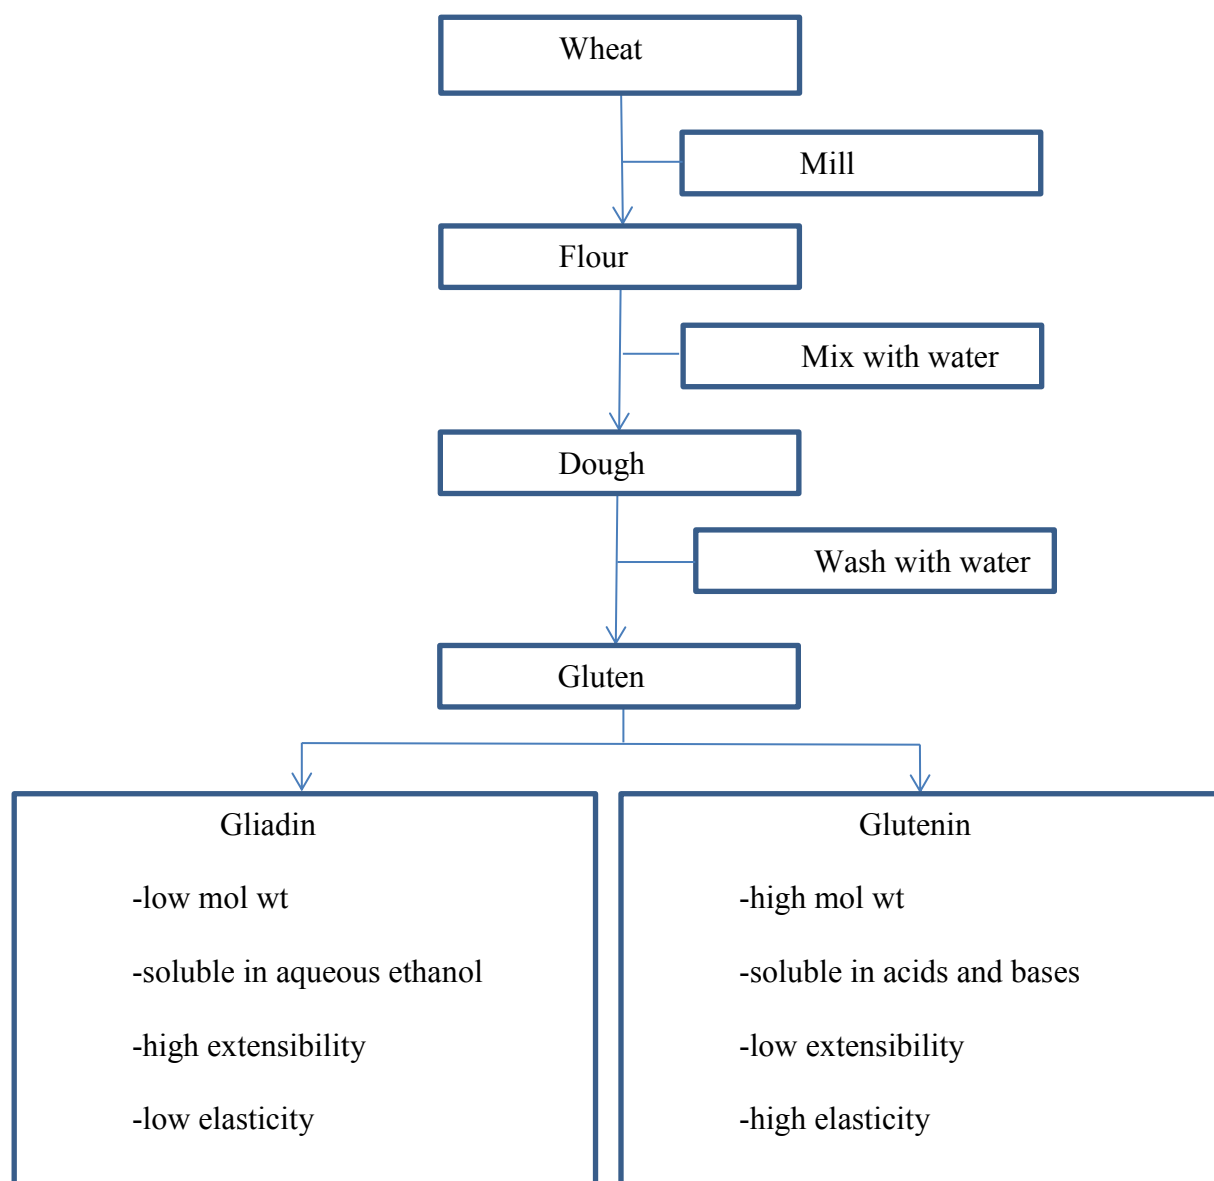 Wheat
Mill
Flour
Mix with water
Dough
Wash with water
Gluten
Gliadin
-low mol wt
-soluble in aqueous ethanol
-high extensibility
-low elasticity
Glutenin
-high mol wt
-soluble in acids and bases
-low extensibility
-high elasticity